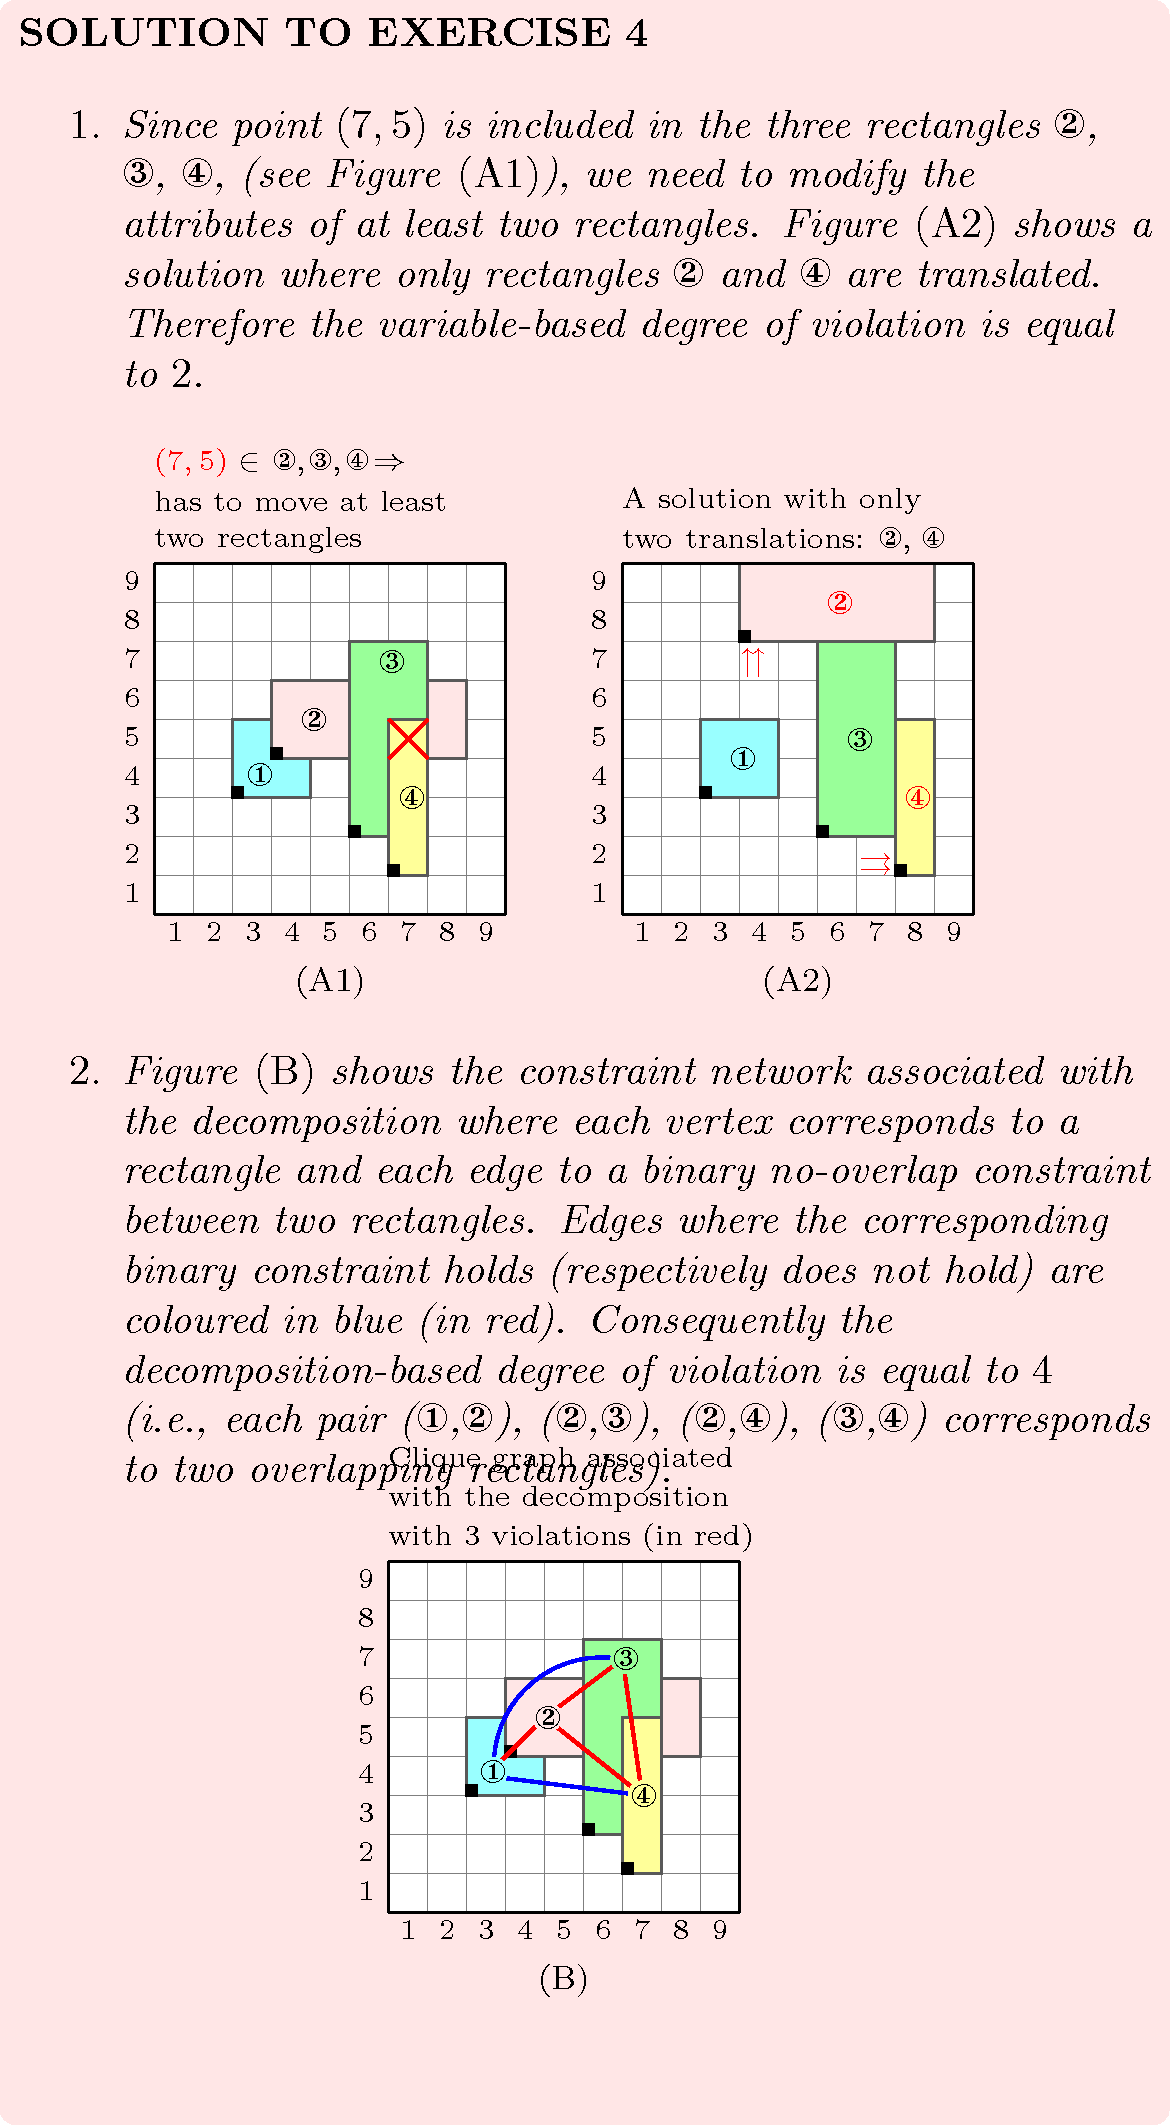 SOLUTION TO EXERCISE 4
1. Since point (7, 5) is included in the three rectangles ②,
③, ④, (see Figure (A1)), we need to modify the
attributes of at least two rectangles. Figure (A2) shows a
solution where only rectangles ② and ④ are translated.
Therefore the variable-based degree of violation is equal
to 2.
(7, 5) ∈ ②,③,④⇒
has to move at least
two rectangles
9
8
7
6
5
4
3
2
1
③
②
①
④
1 2 3 4 5 6 7 8 9
(A1)
A solution with only
two translations: ②, ④
9
8
7
6
5
4
3
2
1
②
⇈
①
③
④
⇉
1 2 3 4 5 6 7 8 9
(A2)
2. Figure (B) shows the constraint network associated with
the decomposition where each vertex corresponds to a
rectangle and each edge to a binary no-overlap constraint
between two rectangles. Edges where the corresponding
binary constraint holds (respectively does not hold) are
coloured in blue (in red). Consequently the
decomposition-based degree of violation is equal to 4
(i.e., each pair (①,②), (②,③), (②,④), (③,④) corresponds
to two overlapping rectangles).
Clique graph associated
with the decomposition
with 3 violations (in red)
9
8
7
6
5
4
3
2
1
③
②
①
④
1 2 3 4 5 6 7 8 9
(B)